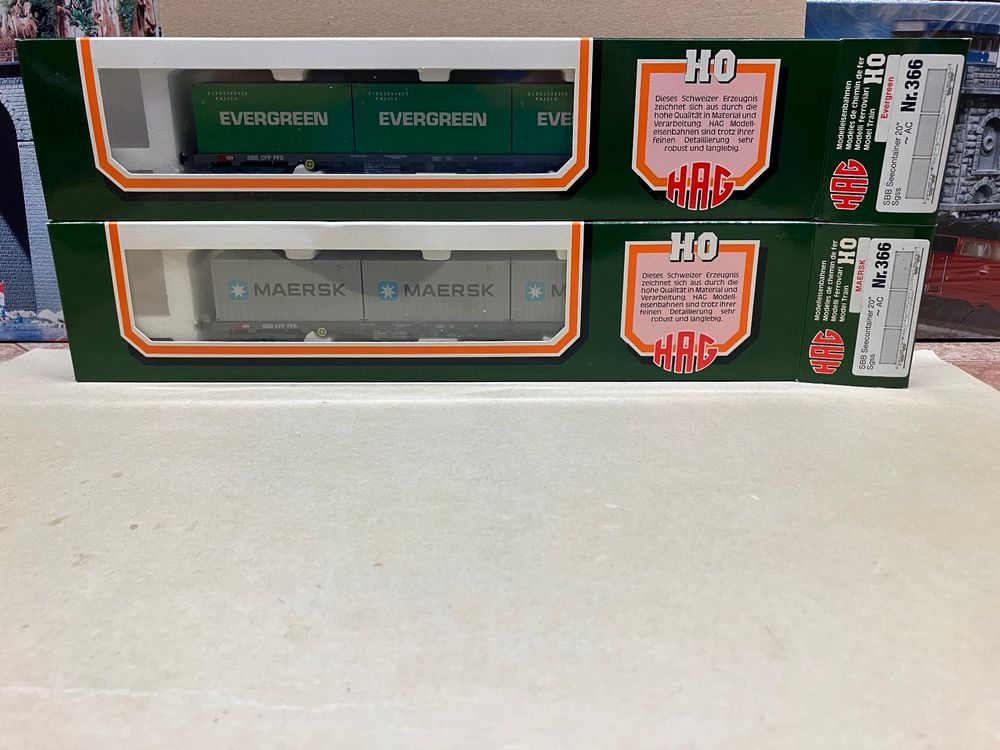 EVERGREEN
EVERGREEN
EVE
SBB CFF FFS
HO
Dieses Schweizer Erzeugnis
zeichnet sich aus durch die
hohe Qualität in Material und
Verarbeitung. HAG Modell-
eisenbahnen sind trotz ihrer
feinen Detaillierung sehr
robust und langlebig.
HAG
HAG
Modelleisenbahnen
Modèles de chemin de fer
Modelli ferroviari
Model Train
HO
Evergreen
Nr. 366
SBB Seecontainer 20"
~ AC
Sgss
MAERSK
MAERSK
M
SBB CFF FFS
HO
Dieses Schweizer Erzeugnis
zeichnet sich aus durch die
hohe Qualität in Material und
Verarbeitung. HAG Modell-
eisenbahnen sind trotz ihrer
feinen Detaillierung sehr
robust und langlebig.
HAG
HAG
Modelleisenbahnen
Modèles de chemin de fer
Modelli ferroviari
Model Train
HO
MAERSK
Nr. 366
SBB Seecontainer 20"
~ AC
Sgss